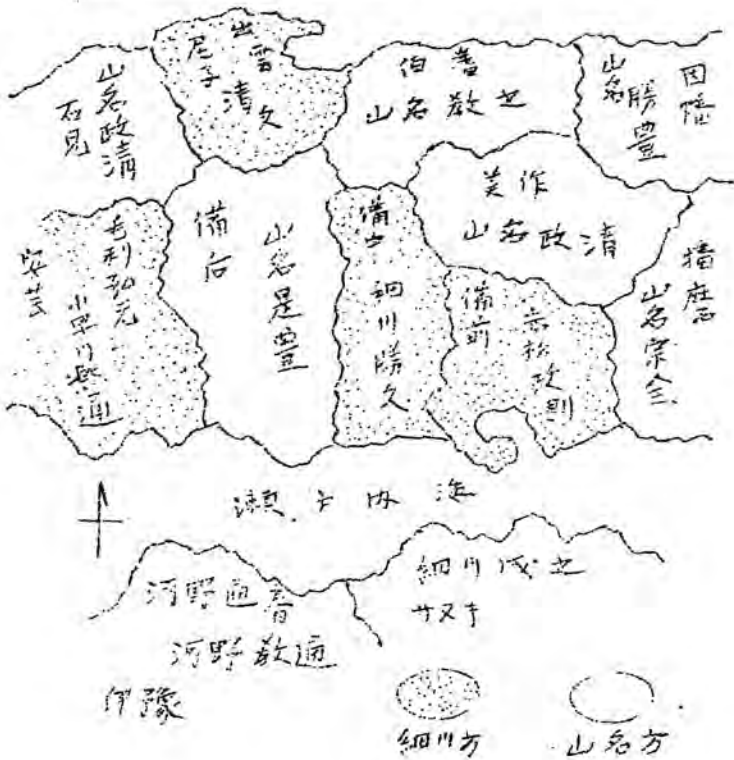 出雲
尼子清久
山名政清
石見
伯耆
山名教之
因幡
山名勝豊
美作
山名政清
播磨
山名宗全
安芸
毛利弘元
小早川熈通
備后
山名是豊
備中
細川勝久
備前
赤松政則
瀬戸内海
河野通春
河野教通
伊豫
細川成之
サヌキ
細川方
山名方